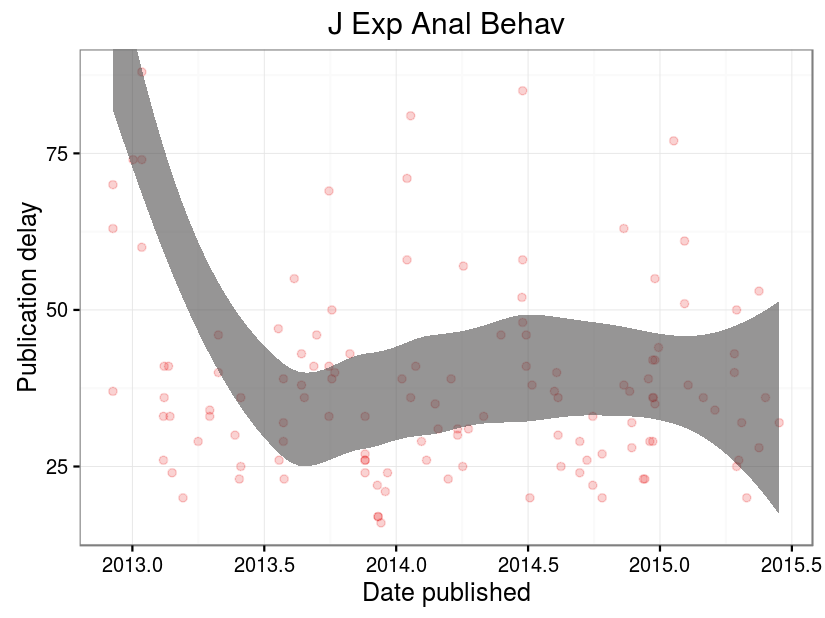 J Exp Anal Behav
Publication delay
75
50
25
2013.0 2013.5 2014.0 2014.5 2015.0 2015.5
Date published